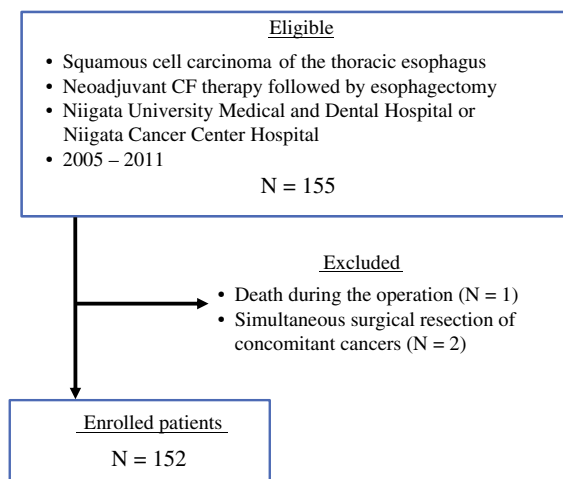 Eligible
• Squamous cell carcinoma of the thoracic esophagus
• Neoadjuvant CF therapy followed by esophagectomy
• Niigata University Medical and Dental Hospital or
Niigata Cancer Center Hospital
• 2005 – 2011
N = 155
Excluded
• Death during the operation (N = 1)
• Simultaneous surgical resection of
concomitant cancers (N = 2)
Enrolled patients
N = 152